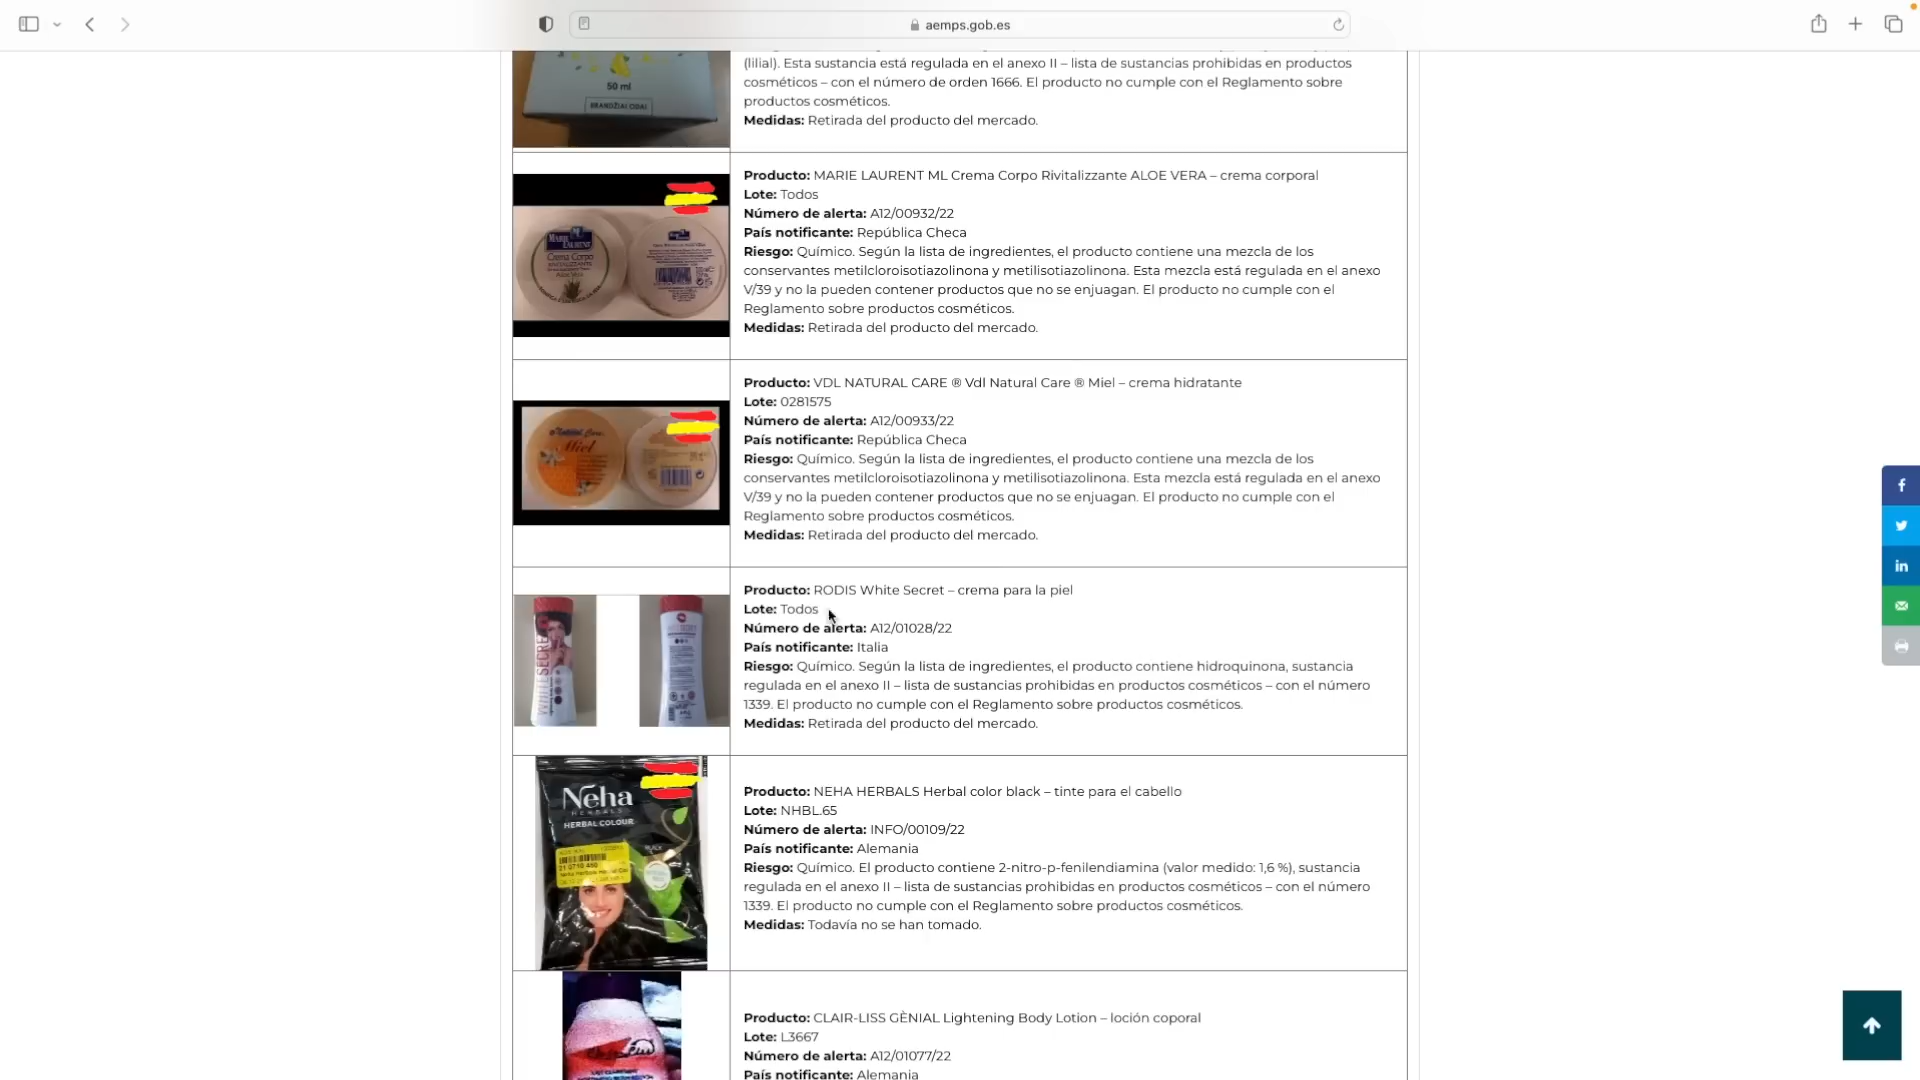 aemps.gob.es
(lilial). Esta sustancia está regulada en el anexo II – lista de sustancias prohibidas en productos
cosméticos – con el número de orden 1666. El producto no cumple con el Reglamento sobre
productos cosméticos.
Medidas: Retirada del producto del mercado.
50 ml
BRANDŽIAI ODAI
Producto: MARIE LAURENT ML Crema Corpo Rivitalizzante ALOE VERA – crema corporal
Lote: Todos
Número de alerta: A12/00932/22
País notificante: República Checa
Riesgo: Químico. Según la lista de ingredientes, el producto contiene una mezcla de los
conservantes metilcloroisotiazolinona y metilisotiazolinona. Esta mezcla está regulada en el anexo
V/39 y no la pueden contener productos que no se enjuagan. El producto no cumple con el
Reglamento sobre productos cosméticos.
Medidas: Retirada del producto del mercado.
MARIE
LAURENT
Crema Corpo
Aloe Vera
Producto: VDL NATURAL CARE ® Vdl Natural Care ® Miel – crema hidratante
Lote: 0281575
Número de alerta: A12/00933/22
País notificante: República Checa
Riesgo: Químico. Según la lista de ingredientes, el producto contiene una mezcla de los
conservantes metilcloroisotiazolinona y metilisotiazolinona. Esta mezcla está regulada en el anexo
V/39 y no la pueden contener productos que no se enjuagan. El producto no cumple con el
Reglamento sobre productos cosméticos.
Medidas: Retirada del producto del mercado.
Natural Care
Miel
Producto: RODIS White Secret – crema para la piel
Lote: Todos
Número de alerta: A12/01028/22
País notificante: Italia
Riesgo: Químico. Según la lista de ingredientes, el producto contiene hidroquinona, sustancia
regulada en el anexo II – lista de sustancias prohibidas en productos cosméticos – con el número
1339. El producto no cumple con el Reglamento sobre productos cosméticos.
Medidas: Retirada del producto del mercado.
WHITE SECRET
Producto: NEHA HERBALS Herbal color black – tinte para el cabello
Lote: NHBL.65
Número de alerta: INFO/00109/22
País notificante: Alemania
Riesgo: Químico. El producto contiene 2-nitro-p-fenilendiamina (valor medido: 1,6 %), sustancia
regulada en el anexo II – lista de sustancias prohibidas en productos cosméticos – con el número
1339. El producto no cumple con el Reglamento sobre productos cosméticos.
Medidas: Todavía no se han tomado.
Neha
HERBALS
HERBAL COLOUR
BLACK
Producto: CLAIR-LISS GÈNIAL Lightening Body Lotion – loción coporal
Lote: L3667
Número de alerta: A12/01077/22
País notificante: Alemania